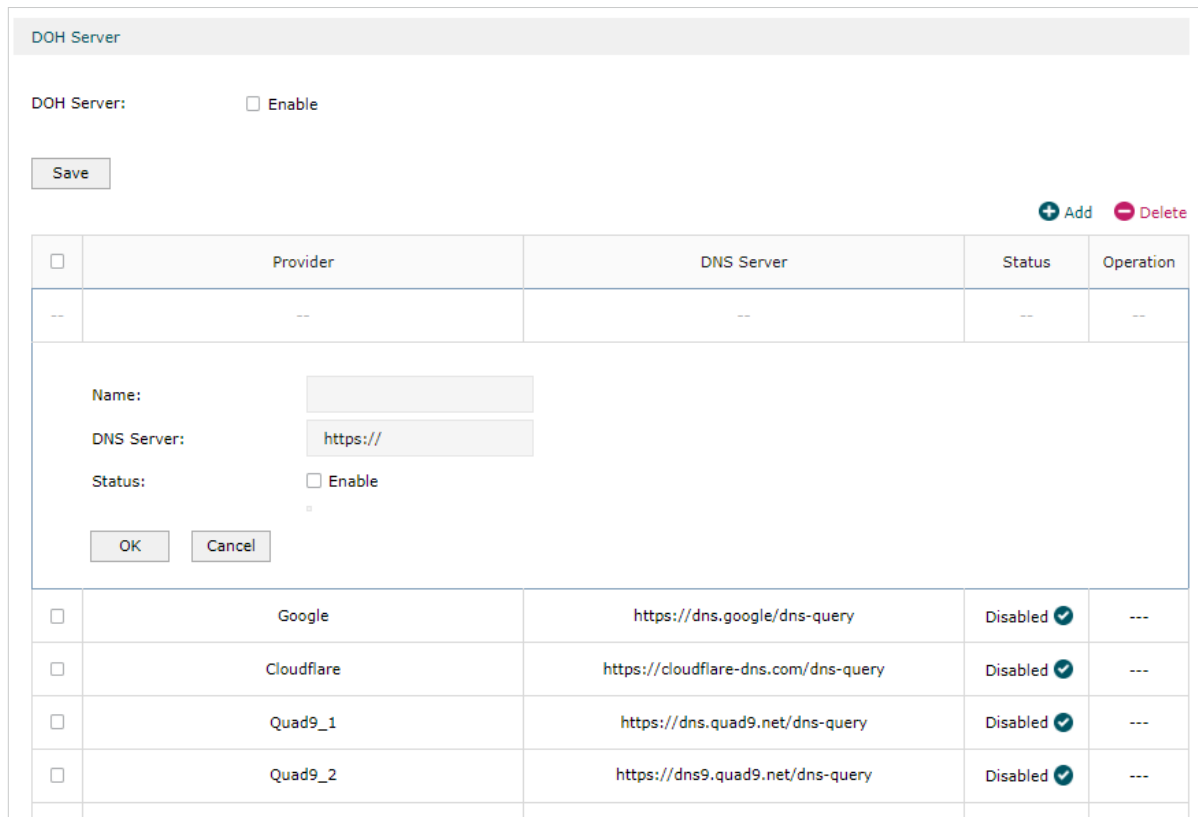 DOH Server
DOH Server: Enable
Save
Add Delete
Provider DNS Server Status Operation
-- -- -- -- --
Name:
DNS Server: https://
Status: Enable
OK Cancel
Google https://dns.google/dns-query Disabled ---
Cloudflare https://cloudflare-dns.com/dns-query Disabled ---
Quad9_1 https://dns.quad9.net/dns-query Disabled ---
Quad9_2 https://dns9.quad9.net/dns-query Disabled ---